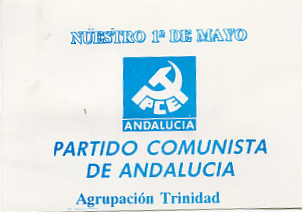 NUESTRO 1º DE MAYO
PCE
ANDALUCIA
PARTIDO COMUNISTA
DE ANDALUCIA
Agrupación Trinidad